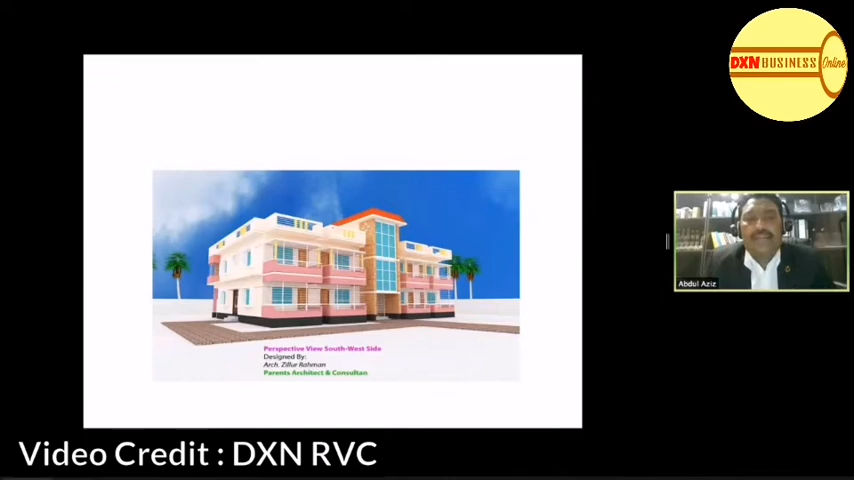 DXN BUSINESS Online
Abdul Aziz
Perspective View South-West Side
Designed By:
Arch. Zillur Rahman
Parents Architect & Consultan
Video Credit : DXN RVC